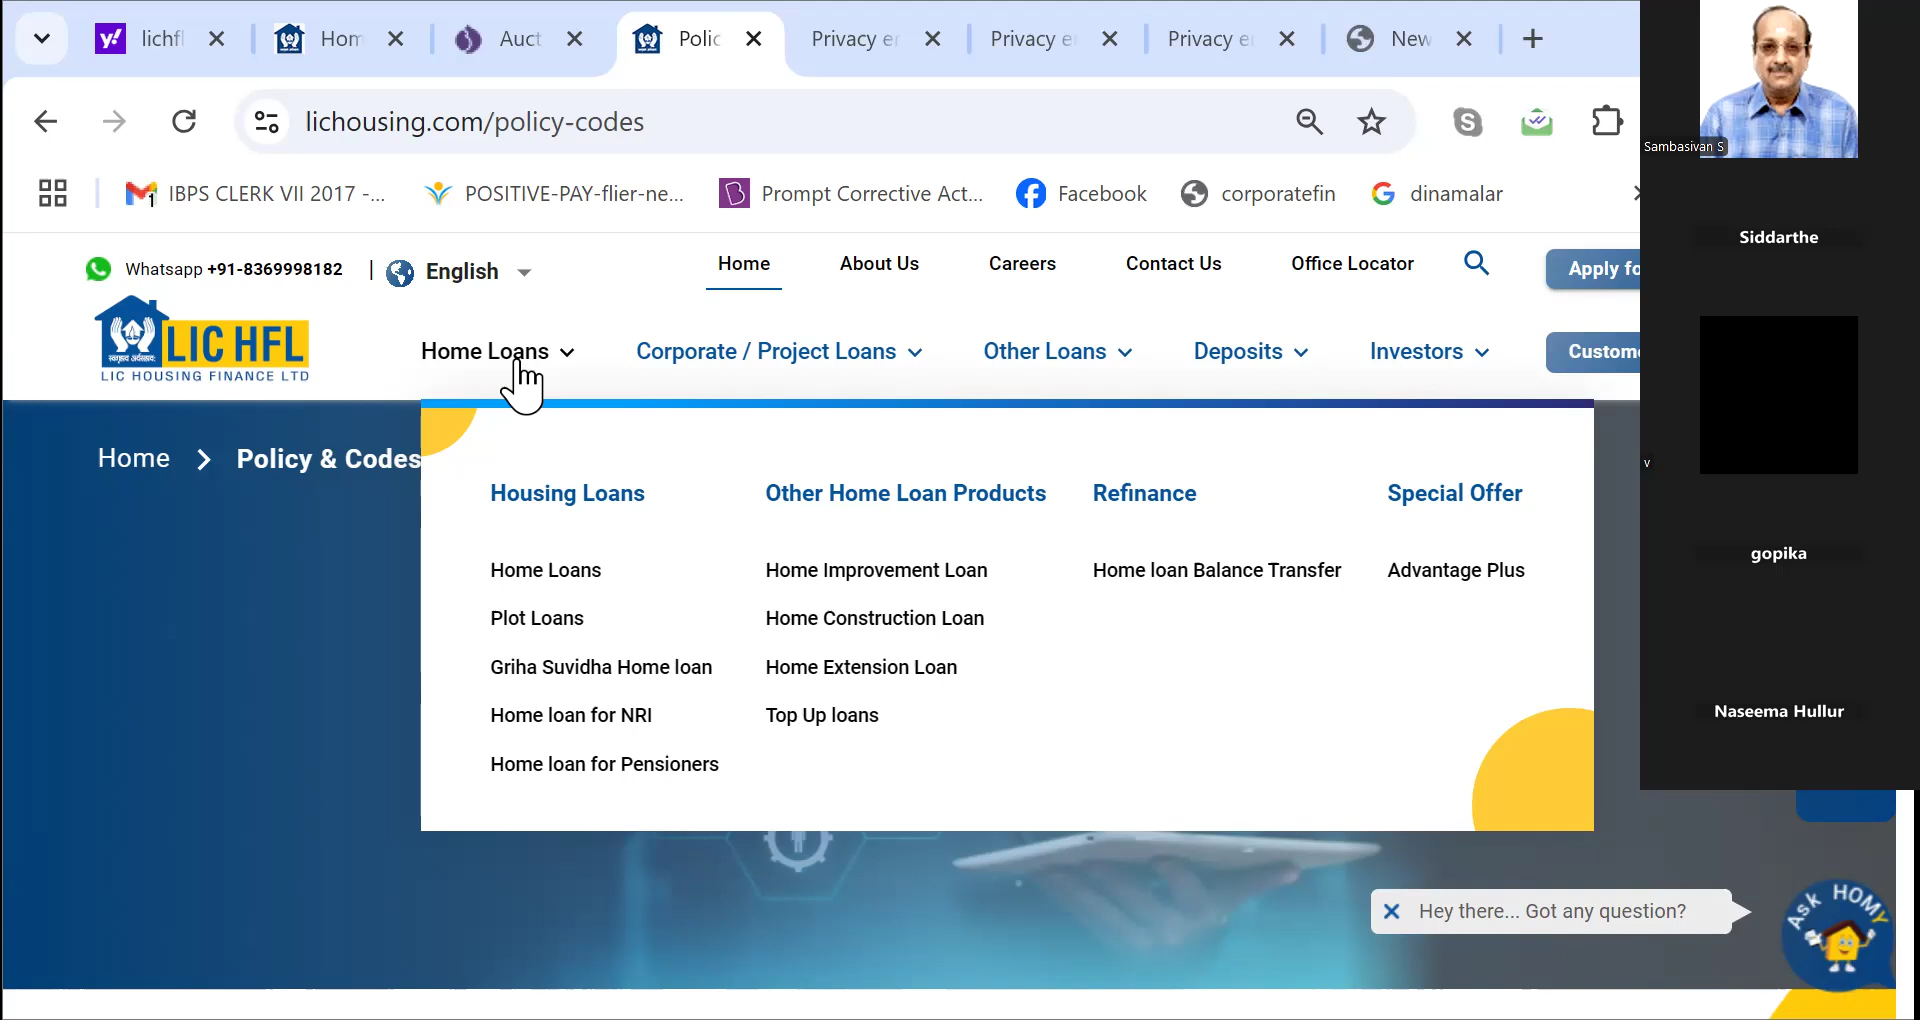 lichfl
Hom
Auct
Polic
Privacy er
Privacy e
Privacy e
New
lichousing.com/policy-codes
IBPS CLERK VII 2017 -...
POSITIVE-PAY-flier-ne...
Prompt Corrective Act...
Facebook
corporatefin
dinamalar
Whatsapp +91-8369998182
|
English
Home
About Us
Careers
Contact Us
Office Locator
Apply fo
LIC HFL
LIC HOUSING FINANCE LTD
Home Loans
Corporate / Project Loans
Other Loans
Deposits
Investors
Custome
Home
Policy & Codes
Housing Loans
Home Loans
Plot Loans
Griha Suvidha Home loan
Home loan for NRI
Home loan for Pensioners
Other Home Loan Products
Home Improvement Loan
Home Construction Loan
Home Extension Loan
Top Up loans
Refinance
Home loan Balance Transfer
Special Offer
Advantage Plus
Hey there... Got any question?
ASK HOMY
Sambasivan S
Siddarthe
v
gopika
Naseema Hullur